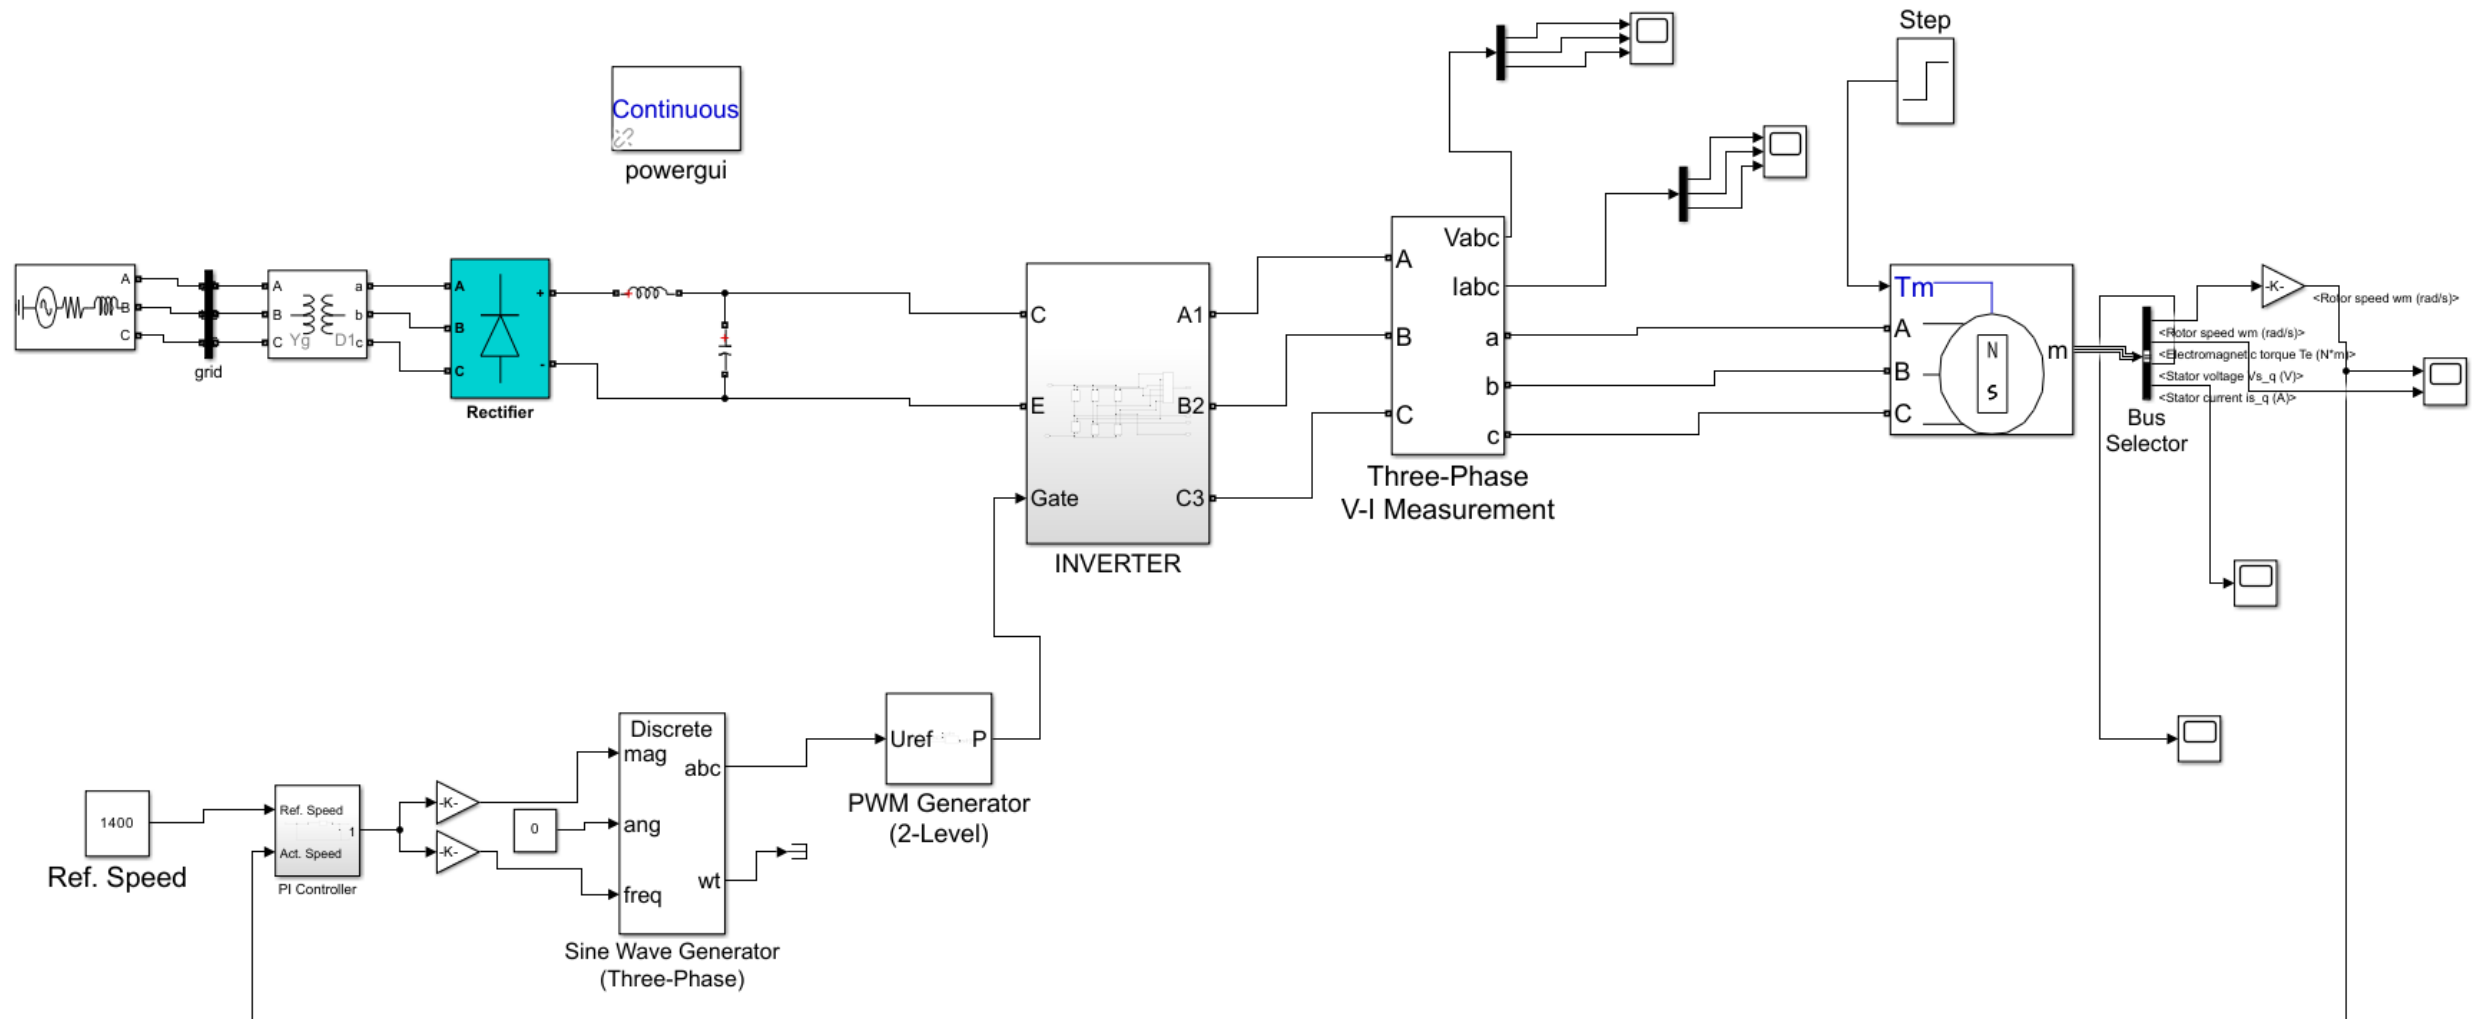 Step
Continuous
powergui
A
B
C
grid
A
B
C
Yg
D1
a
b
c
A
B
C
+
-
Rectifier
C
E
Gate
A1
B2
C3
INVERTER
A
B
C
Vabc
Iabc
a
b
c
Three-Phase
V-I Measurement
Tm
A
B
C
N
S
m
-K-
<Rotor speed wm (rad/s)>
<Rotor speed wm (rad/s)>
<Electromagnetic torque Te (N*m)>
<Stator voltage Vs_q (V)>
<Stator current is_q (A)>
Bus
Selector
1400
Ref. Speed
Ref. Speed
Act. Speed
1
PI Controller
-K-
-K-
0
Discrete
mag
ang
freq
abc
wt
Sine Wave Generator
(Three-Phase)
Uref
P
PWM Generator
(2-Level)